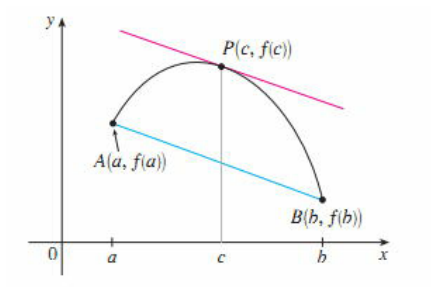 y
P(c, f(c))
A(a, f(a))
B(b, f(b))
0
a
c
b
x